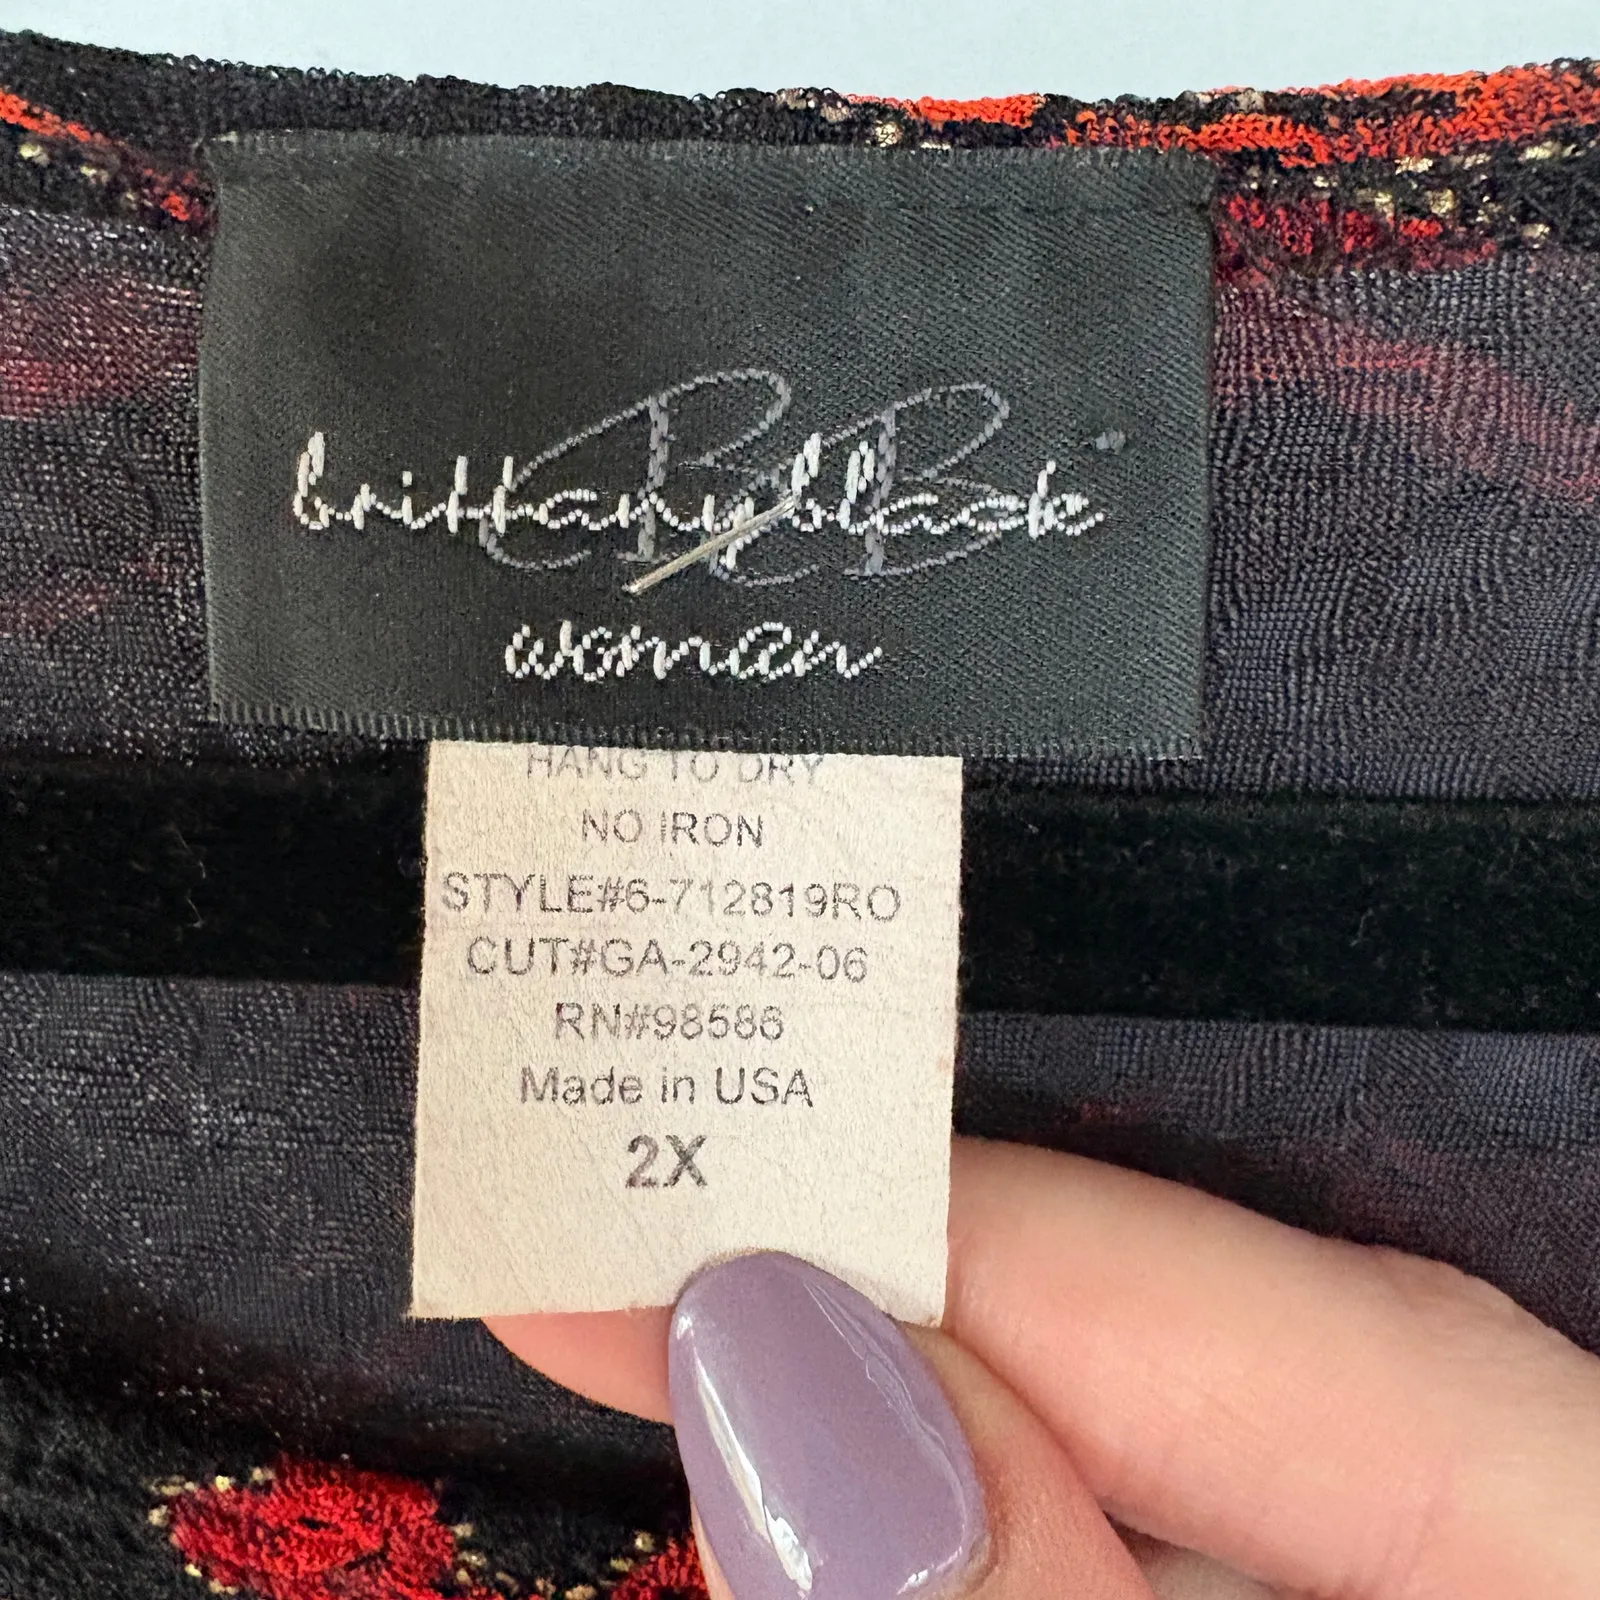 BB
brittany black
woman
HANG TO DRY
NO IRON
STYLE#6-712819RO
CUT#GA-2942-06
RN#98586
Made in USA
2X